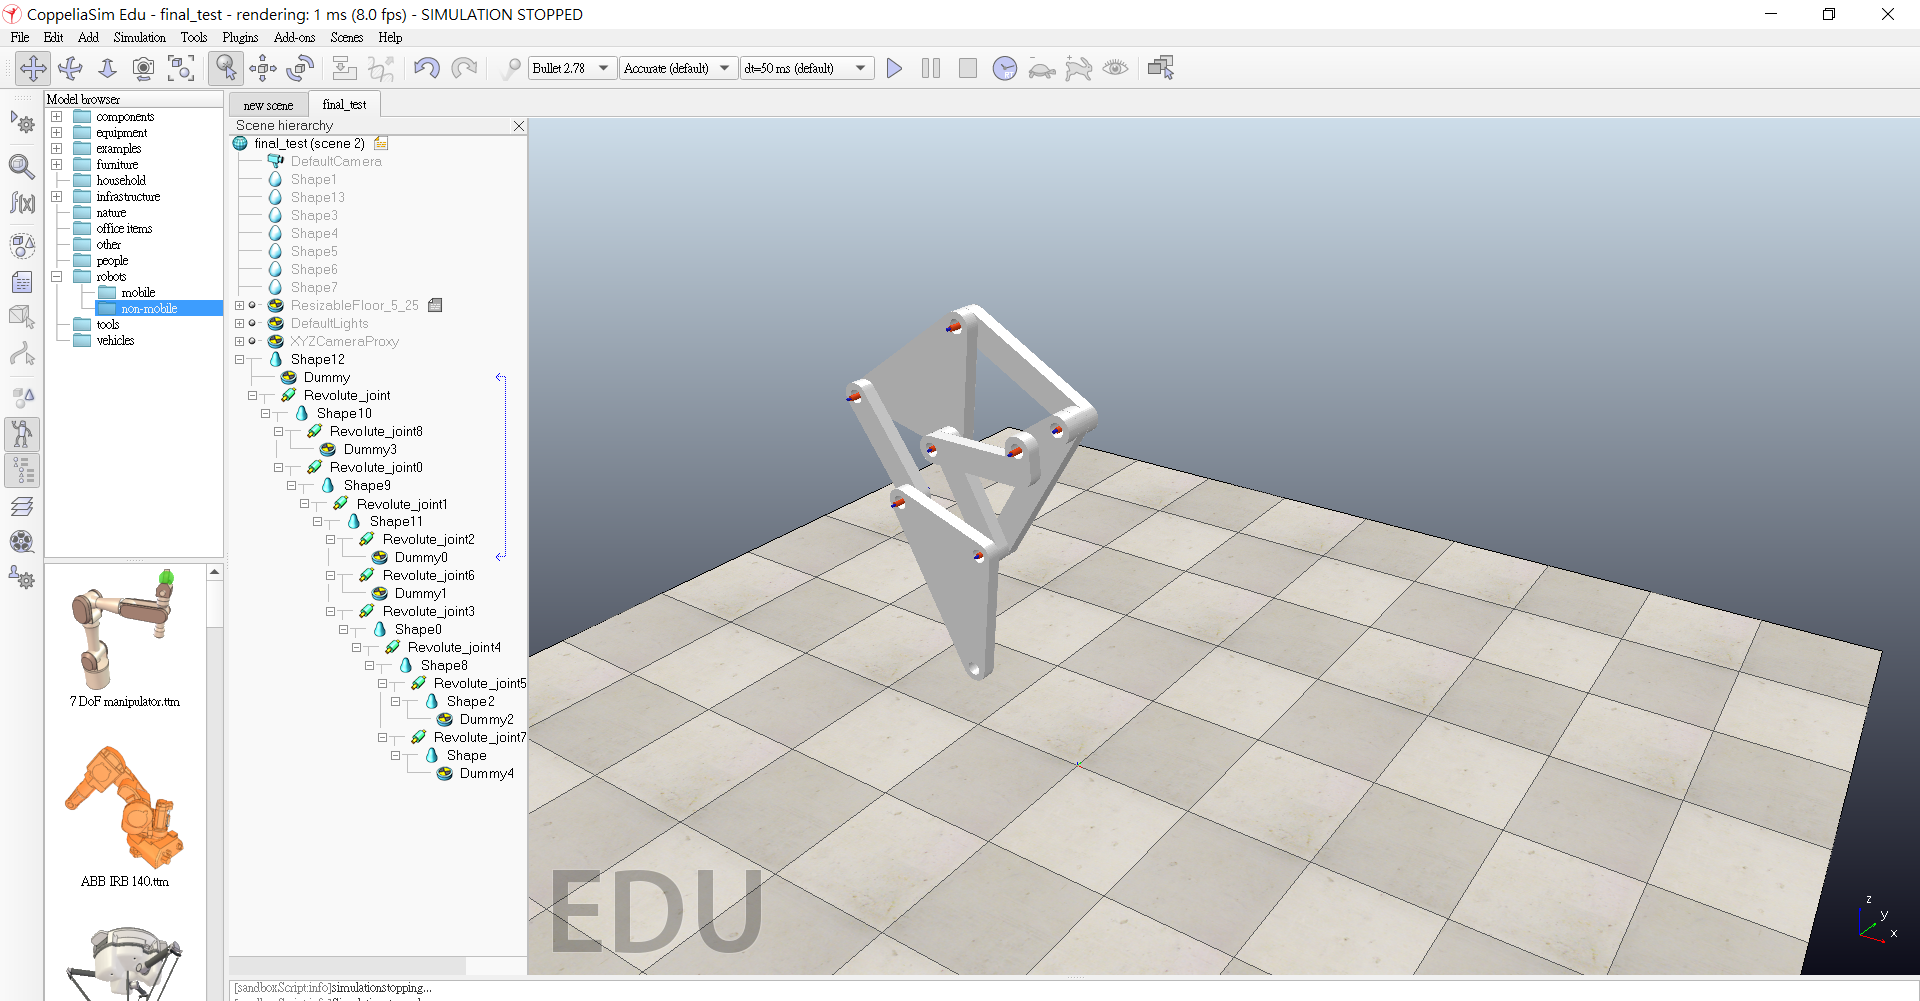 CoppeliaSim Edu - final_test - rendering: 1 ms (8.0 fps) - SIMULATION STOPPED
File Edit Add Simulation Tools Plugins Add-ons Scenes Help
Bullet 2.78 Accurate (default) dt=50 ms (default) RT
Model browser
components
equipment
examples
furniture
household
infrastructure
nature
office items
other
people
robots
mobile
non-mobile
tools
vehicles
7 DoF manipulator.ttm
ABB IRB 140.ttm
new scene final_test
Scene hierarchy
final_test (scene 2)
DefaultCamera
Shape1
Shape13
Shape3
Shape4
Shape5
Shape6
Shape7
ResizableFloor_5_25
DefaultLights
XYZCameraProxy
Shape12
Dummy
Revolute_joint
Shape10
Revolute_joint8
Dummy3
Revolute_joint0
Shape9
Revolute_joint1
Shape11
Revolute_joint2
Dummy0
Revolute_joint6
Dummy1
Revolute_joint3
Shape0
Revolute_joint4
Shape8
Revolute_joint5
Shape2
Dummy2
Revolute_joint7
Shape
Dummy4
f(x)
EDU
z
y
x
[sandboxScript:info]simulationstopping...